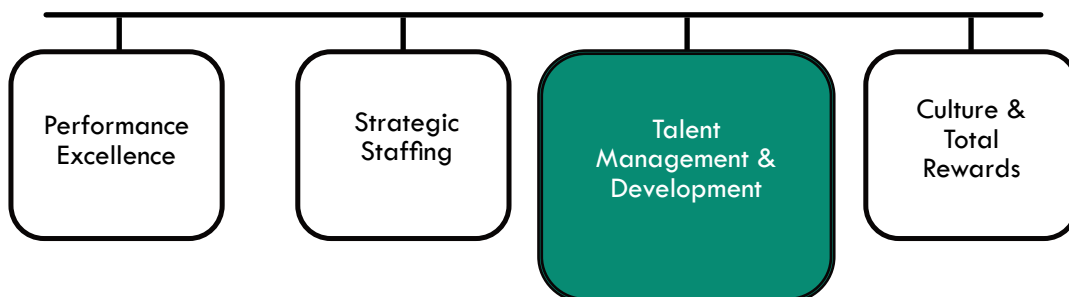 Performance
Excellence
Strategic
Staffing
Talent
Management &
Development
Culture &
Total
Rewards